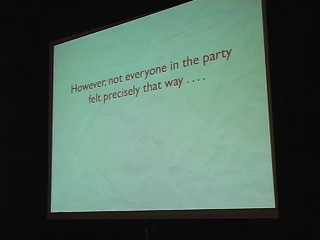 However, not everyone in the party
felt precisely that way . . . .